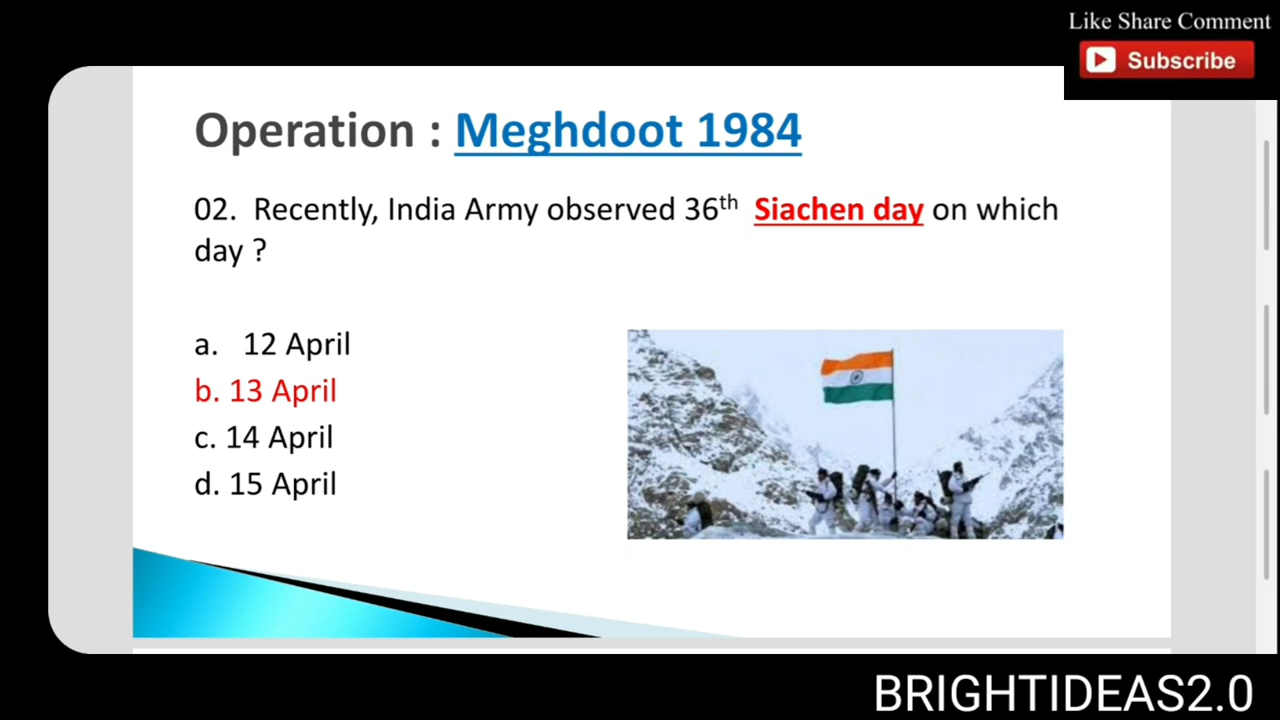 Like Share Comment
Subscribe
Operation : Meghdoot 1984
02. Recently, India Army observed 36th Siachen day on which
day ?
a. 12 April
b. 13 April
c. 14 April
d. 15 April
BRIGHTIDEAS2.0